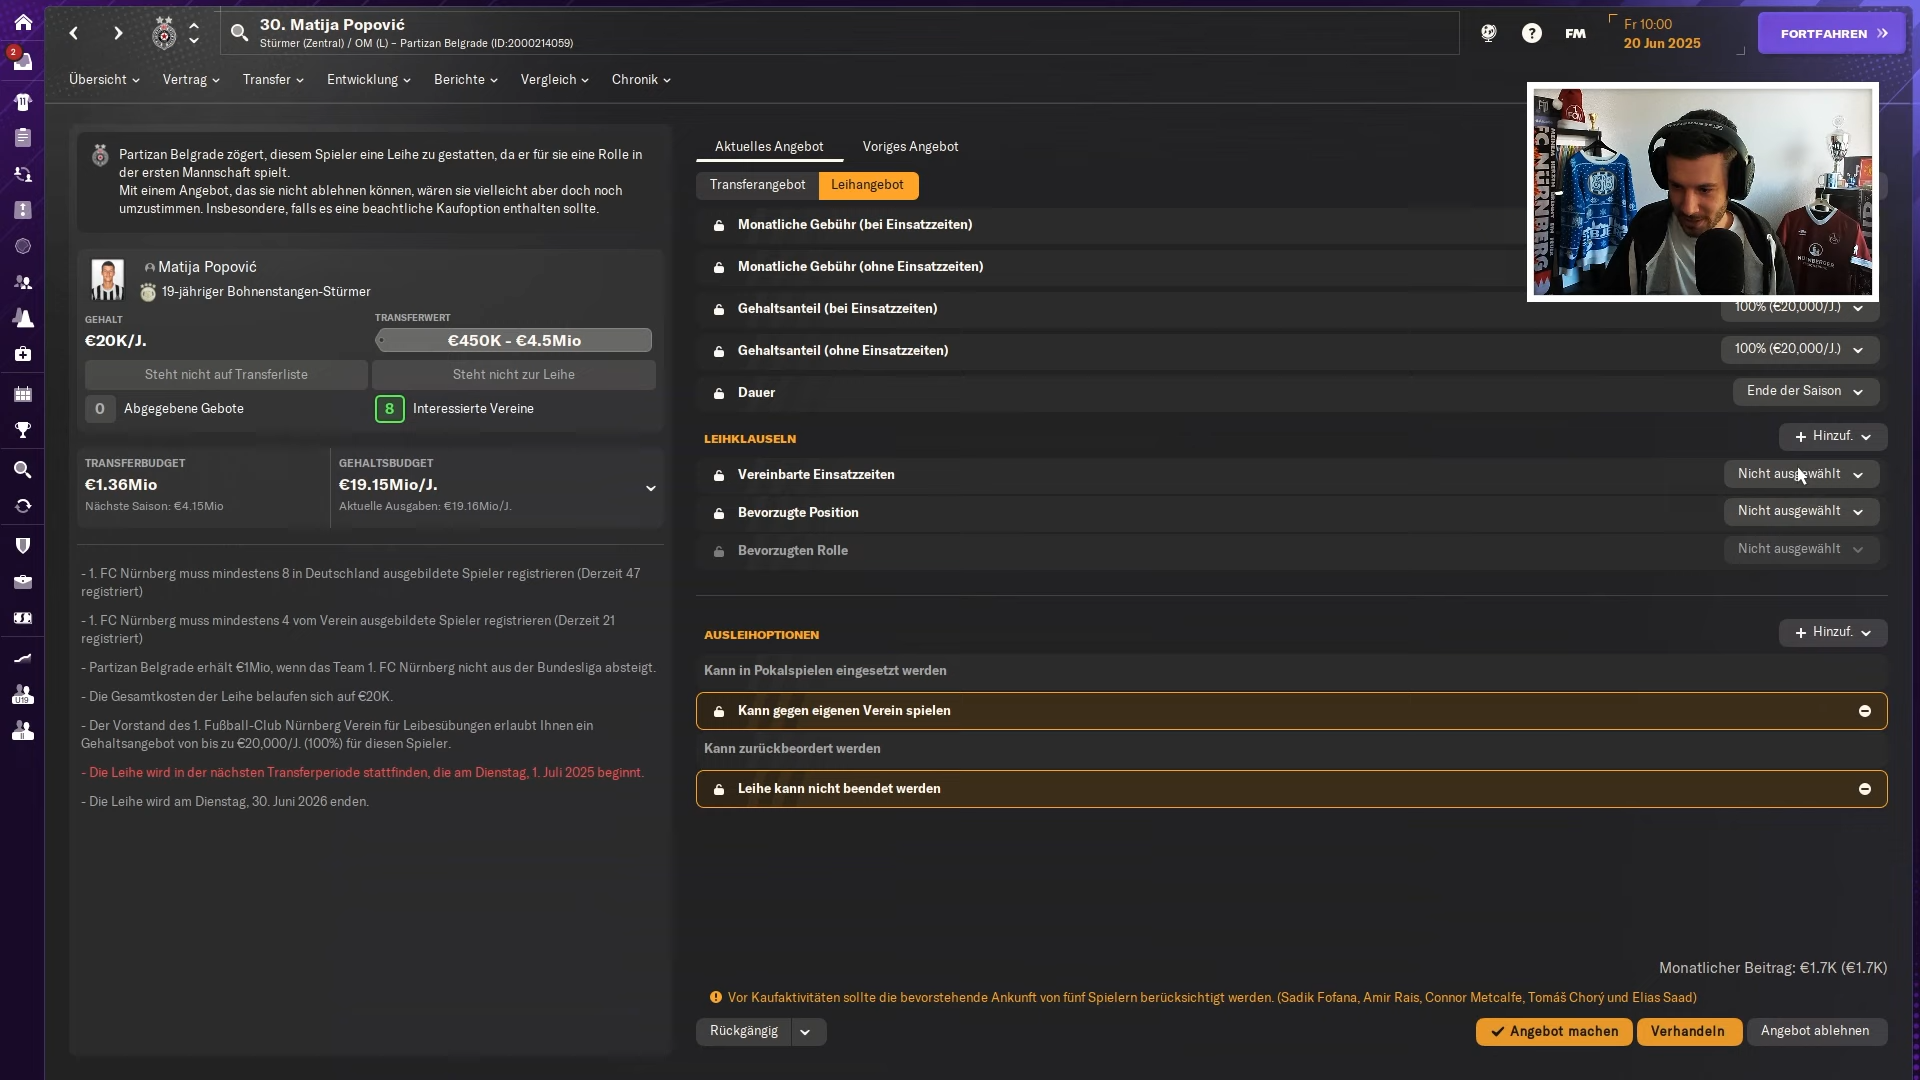 30. Matija Popović
Stürmer (Zentral) / OM (L) – Partizan Belgrade (ID:2000214059)
FM
Fr 10:00
20 Jun 2025
FORTFAHREN
2
Übersicht
Vertrag
Transfer
Entwicklung
Berichte
Vergleich
Chronik
Partizan Belgrade zögert, diesem Spieler eine Leihe zu gestatten, da er für sie eine Rolle in
der ersten Mannschaft spielt.
Mit einem Angebot, das sie nicht ablehnen können, wären sie vielleicht aber doch noch
umzustimmen. Insbesondere, falls es eine beachtliche Kaufoption enthalten sollte.
Matija Popović
19-jähriger Bohnenstangen-Stürmer
GEHALT
€20K/J.
TRANSFERWERT
€450K - €4.5Mio
Steht nicht auf Transferliste
Steht nicht zur Leihe
0 Abgegebene Gebote
8 Interessierte Vereine
TRANSFERBUDGET
€1.36Mio
Nächste Saison: €4.15Mio
GEHALTSBUDGET
€19.15Mio/J.
Aktuelle Ausgaben: €19.16Mio/J.
- 1. FC Nürnberg muss mindestens 8 in Deutschland ausgebildete Spieler registrieren (Derzeit 47
registriert)
- 1. FC Nürnberg muss mindestens 4 vom Verein ausgebildete Spieler registrieren (Derzeit 21
registriert)
- Partizan Belgrade erhält €1Mio, wenn das Team 1. FC Nürnberg nicht aus der Bundesliga absteigt.
- Die Gesamtkosten der Leihe belaufen sich auf €20K.
- Der Vorstand des 1. Fußball-Club Nürnberg Verein für Leibesübungen erlaubt Ihnen ein
Gehaltsangebot von bis zu €20,000/J. (100%) für diesen Spieler.
- Die Leihe wird in der nächsten Transferperiode stattfinden, die am Dienstag, 1. Juli 2025 beginnt.
- Die Leihe wird am Dienstag, 30. Juni 2026 enden.
Aktuelles Angebot
Voriges Angebot
Transferangebot
Leihangebot
Monatliche Gebühr (bei Einsatzzeiten)
Monatliche Gebühr (ohne Einsatzzeiten)
Gehaltsanteil (bei Einsatzzeiten)
100% (€20,000/J.)
Gehaltsanteil (ohne Einsatzzeiten)
100% (€20,000/J.)
Dauer
Ende der Saison
LEIHKLAUSELN
+ Hinzuf.
Vereinbarte Einsatzzeiten
Nicht ausgewählt
Bevorzugte Position
Nicht ausgewählt
Bevorzugten Rolle
Nicht ausgewählt
AUSLEIHOPTIONEN
+ Hinzuf.
Kann in Pokalspielen eingesetzt werden
Kann gegen eigenen Verein spielen
Kann zurückbeordert werden
Leihe kann nicht beendet werden
Monatlicher Beitrag: €1.7K (€1.7K)
Vor Kaufaktivitäten sollte die bevorstehende Ankunft von fünf Spielern berücksichtigt werden. (Sadik Fofana, Amir Rais, Connor Metcalfe, Tomáš Chorý und Elias Saad)
Rückgängig
Angebot machen
Verhandeln
Angebot ablehnen
U19
II
11
FC NÜRNBERG